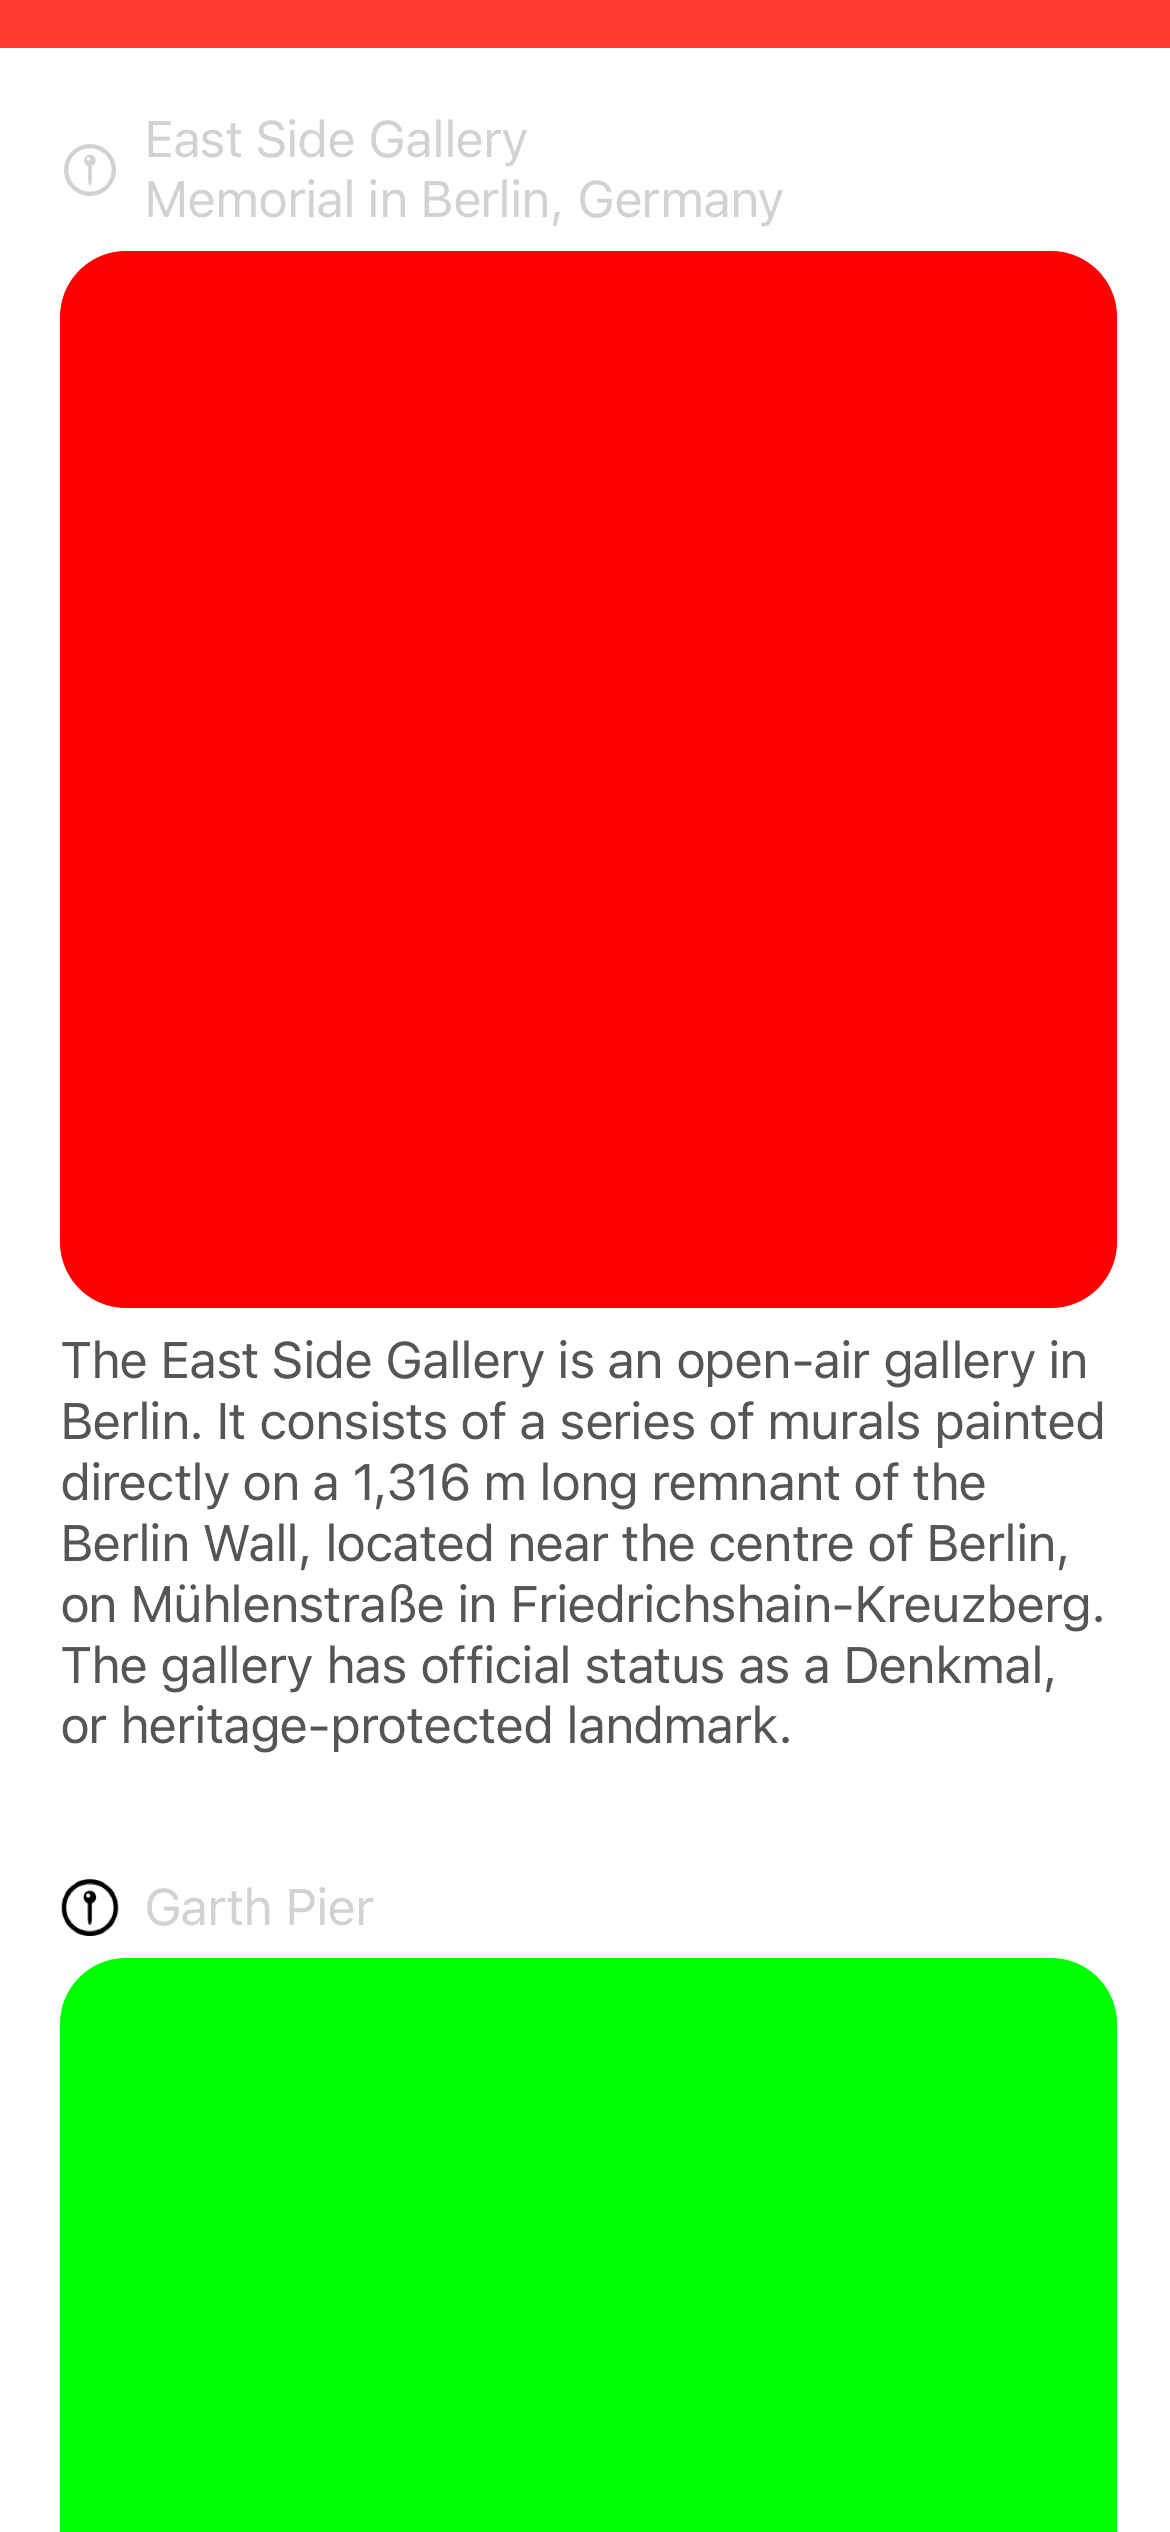 East Side Gallery
Memorial in Berlin, Germany
The East Side Gallery is an open-air gallery in
Berlin. It consists of a series of murals painted
directly on a 1,316 m long remnant of the
Berlin Wall, located near the centre of Berlin,
on Mühlenstraße in Friedrichshain-Kreuzberg.
The gallery has official status as a Denkmal,
or heritage-protected landmark.
Garth Pier